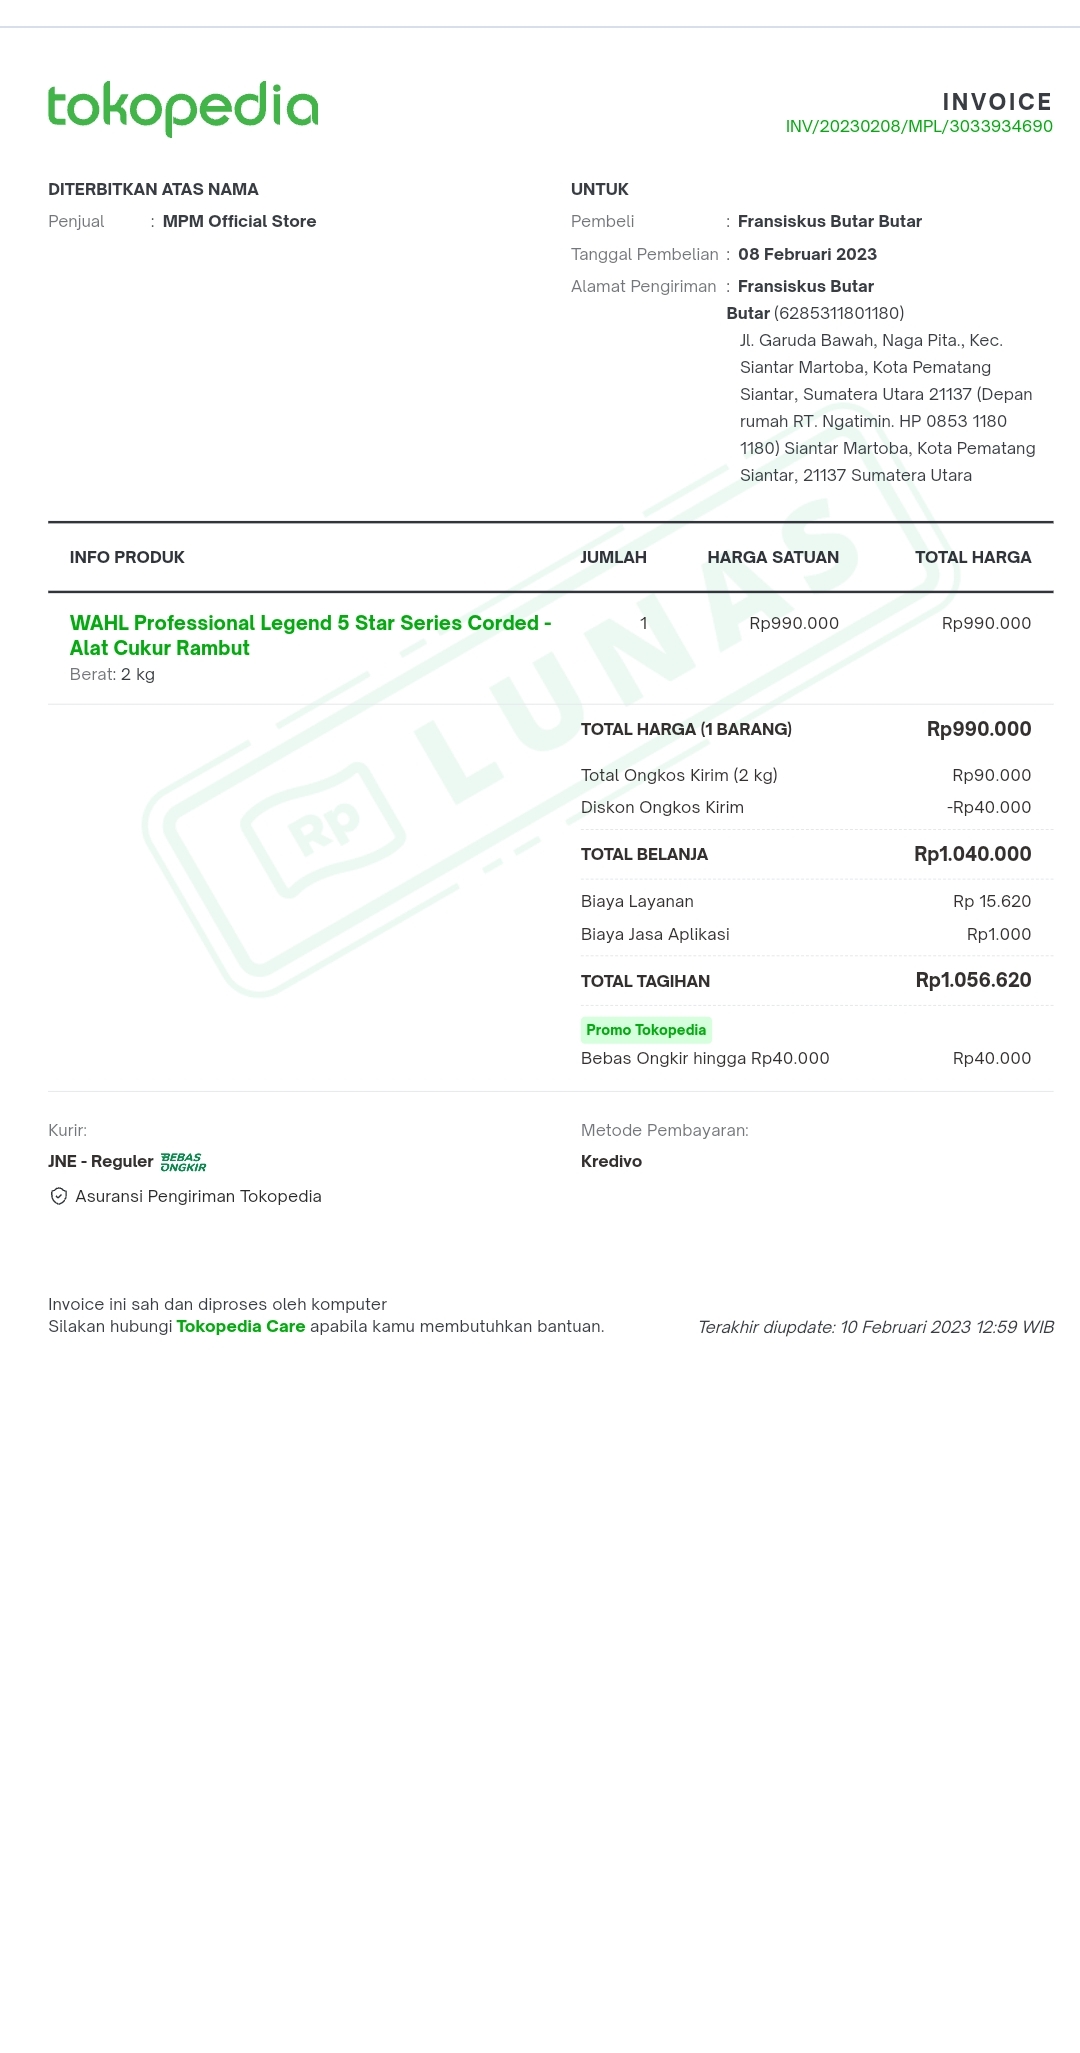 tokopedia
INVOICE
INV/20230208/MPL/3033934690
DITERBITKAN ATAS NAMA
Penjual : MPM Official Store
UNTUK
Pembeli : Fransiskus Butar Butar
Tanggal Pembelian : 08 Februari 2023
Alamat Pengiriman : Fransiskus Butar
Butar (6285311801180)
Jl. Garuda Bawah, Naga Pita., Kec.
Siantar Martoba, Kota Pematang
Siantar, Sumatera Utara 21137 (Depan
rumah RT. Ngatimin. HP 0853 1180
1180) Siantar Martoba, Kota Pematang
Siantar, 21137 Sumatera Utara
INFO PRODUK JUMLAH HARGA SATUAN TOTAL HARGA
WAHL Professional Legend 5 Star Series Corded - 1 Rp990.000 Rp990.000
Alat Cukur Rambut
Berat: 2 kg
Rp LUNAS
TOTAL HARGA (1 BARANG) Rp990.000
Total Ongkos Kirim (2 kg) Rp90.000
Diskon Ongkos Kirim -Rp40.000
TOTAL BELANJA Rp1.040.000
Biaya Layanan Rp 15.620
Biaya Jasa Aplikasi Rp1.000
TOTAL TAGIHAN Rp1.056.620
Promo Tokopedia
Bebas Ongkir hingga Rp40.000 Rp40.000
Kurir:
JNE - Reguler BEBAS ONGKIR
Asuransi Pengiriman Tokopedia
Metode Pembayaran:
Kredivo
Invoice ini sah dan diproses oleh komputer
Silakan hubungi Tokopedia Care apabila kamu membutuhkan bantuan.
Terakhir diupdate: 10 Februari 2023 12:59 WIB